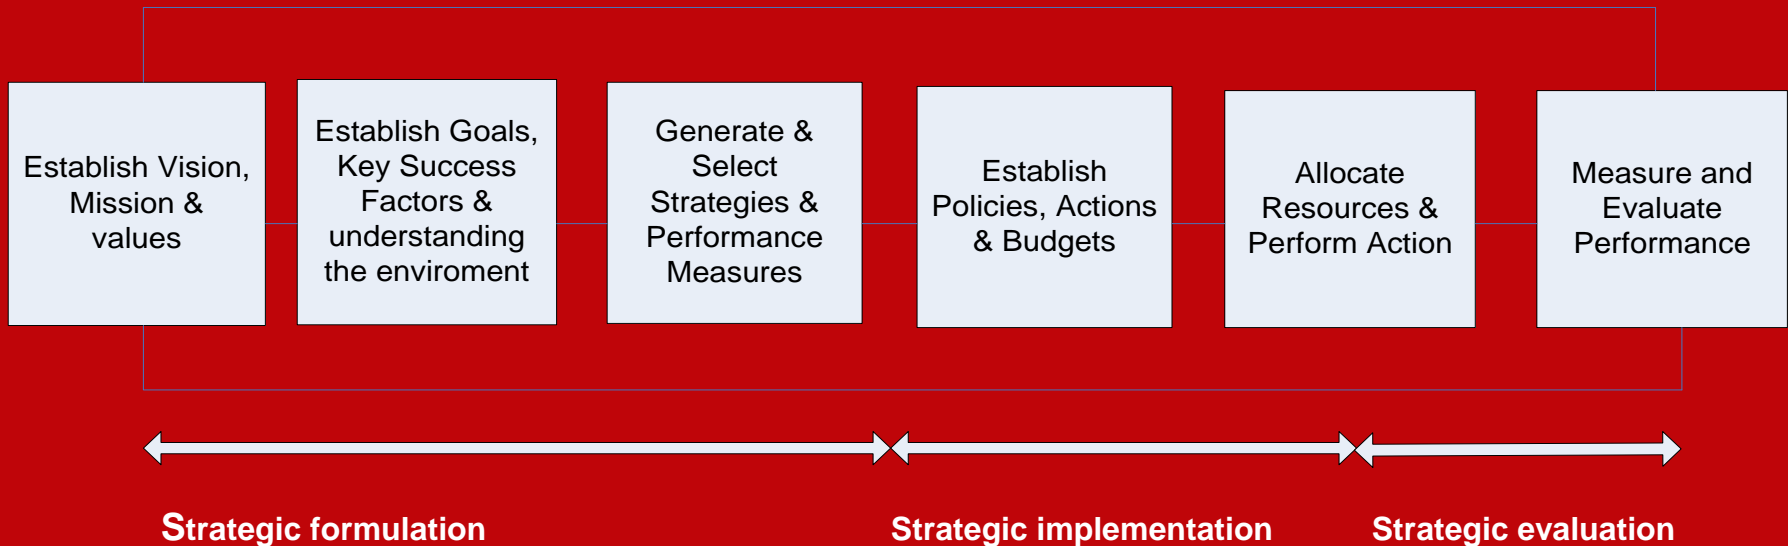 Establish Vision,
Mission &
values
Establish Goals,
Key Success
Factors &
understanding
the enviroment
Generate &
Select
Strategies &
Performance
Measures
Establish
Policies, Actions
& Budgets
Allocate
Resources &
Perform Action
Measure and
Evaluate
Performance
Strategic formulation
Strategic implementation
Strategic evaluation